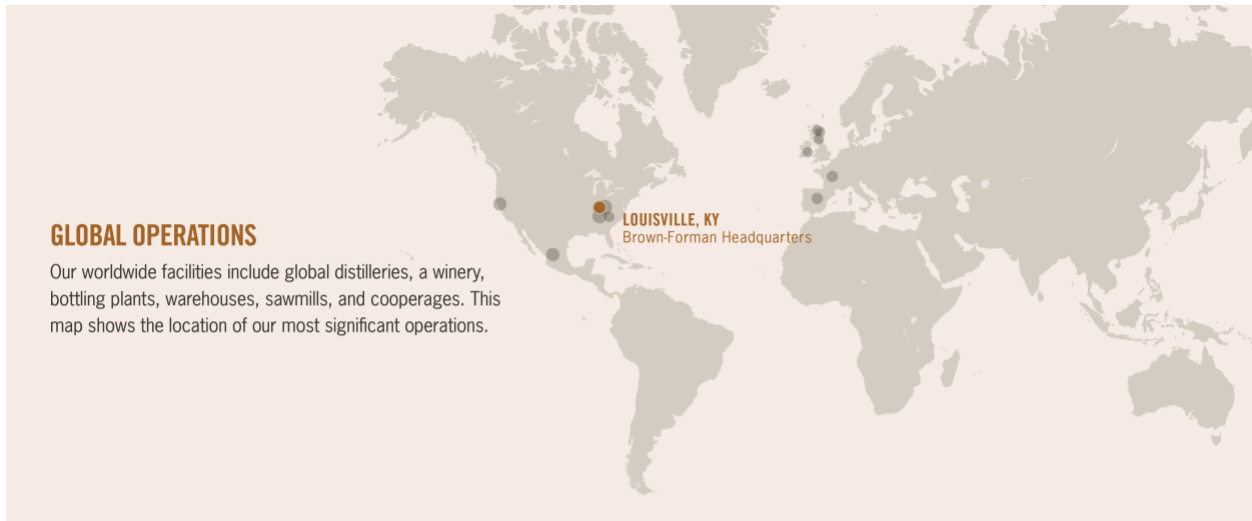 GLOBAL OPERATIONS
Our worldwide facilities include global distilleries, a winery,
bottling plants, warehouses, sawmills, and cooperages. This
map shows the location of our most significant operations.
LOUISVILLE, KY
Brown-Forman Headquarters